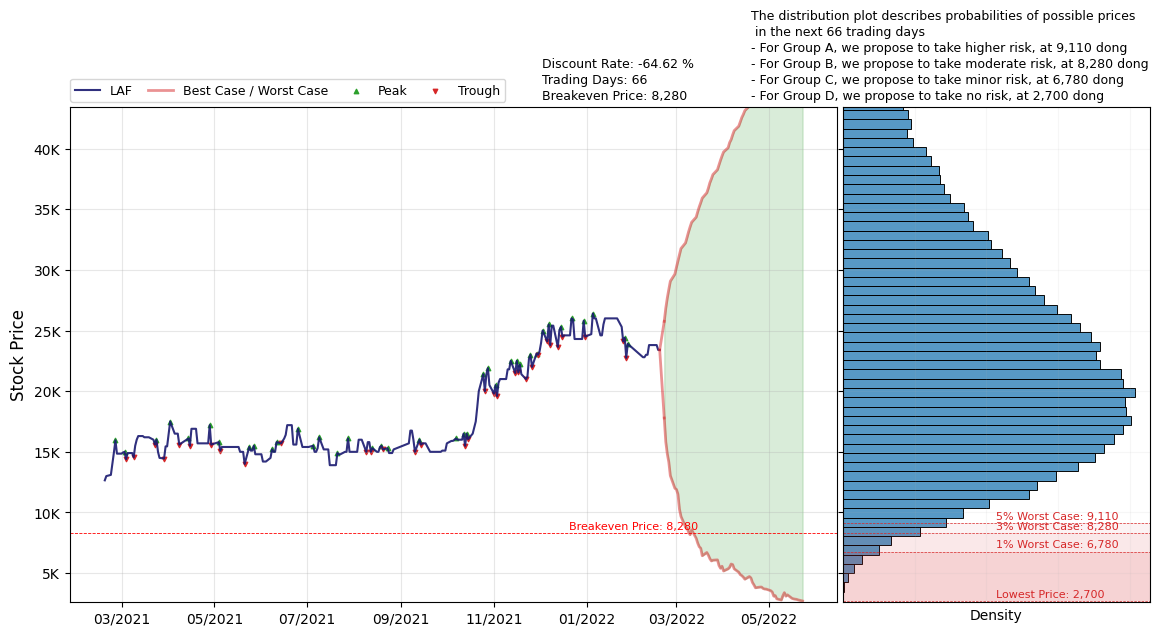 The distribution plot describes probabilities of possible prices
in the next 66 trading days
- For Group A, we propose to take higher risk, at 9,110 dong
- For Group B, we propose to take moderate risk, at 8,280 dong
- For Group C, we propose to take minor risk, at 6,780 dong
- For Group D, we propose to take no risk, at 2,700 dong
Discount Rate: -64.62 %
Trading Days: 66
Breakeven Price: 8,280
LAF
Best Case / Worst Case
Peak
Trough
Stock Price
40K
35K
30K
25K
20K
15K
10K
5K
Breakeven Price: 8,280
5% Worst Case: 9,110
3% Worst Case: 8,280
1% Worst Case: 6,780
Lowest Price: 2,700
03/2021
05/2021
07/2021
09/2021
11/2021
01/2022
03/2022
05/2022
Density